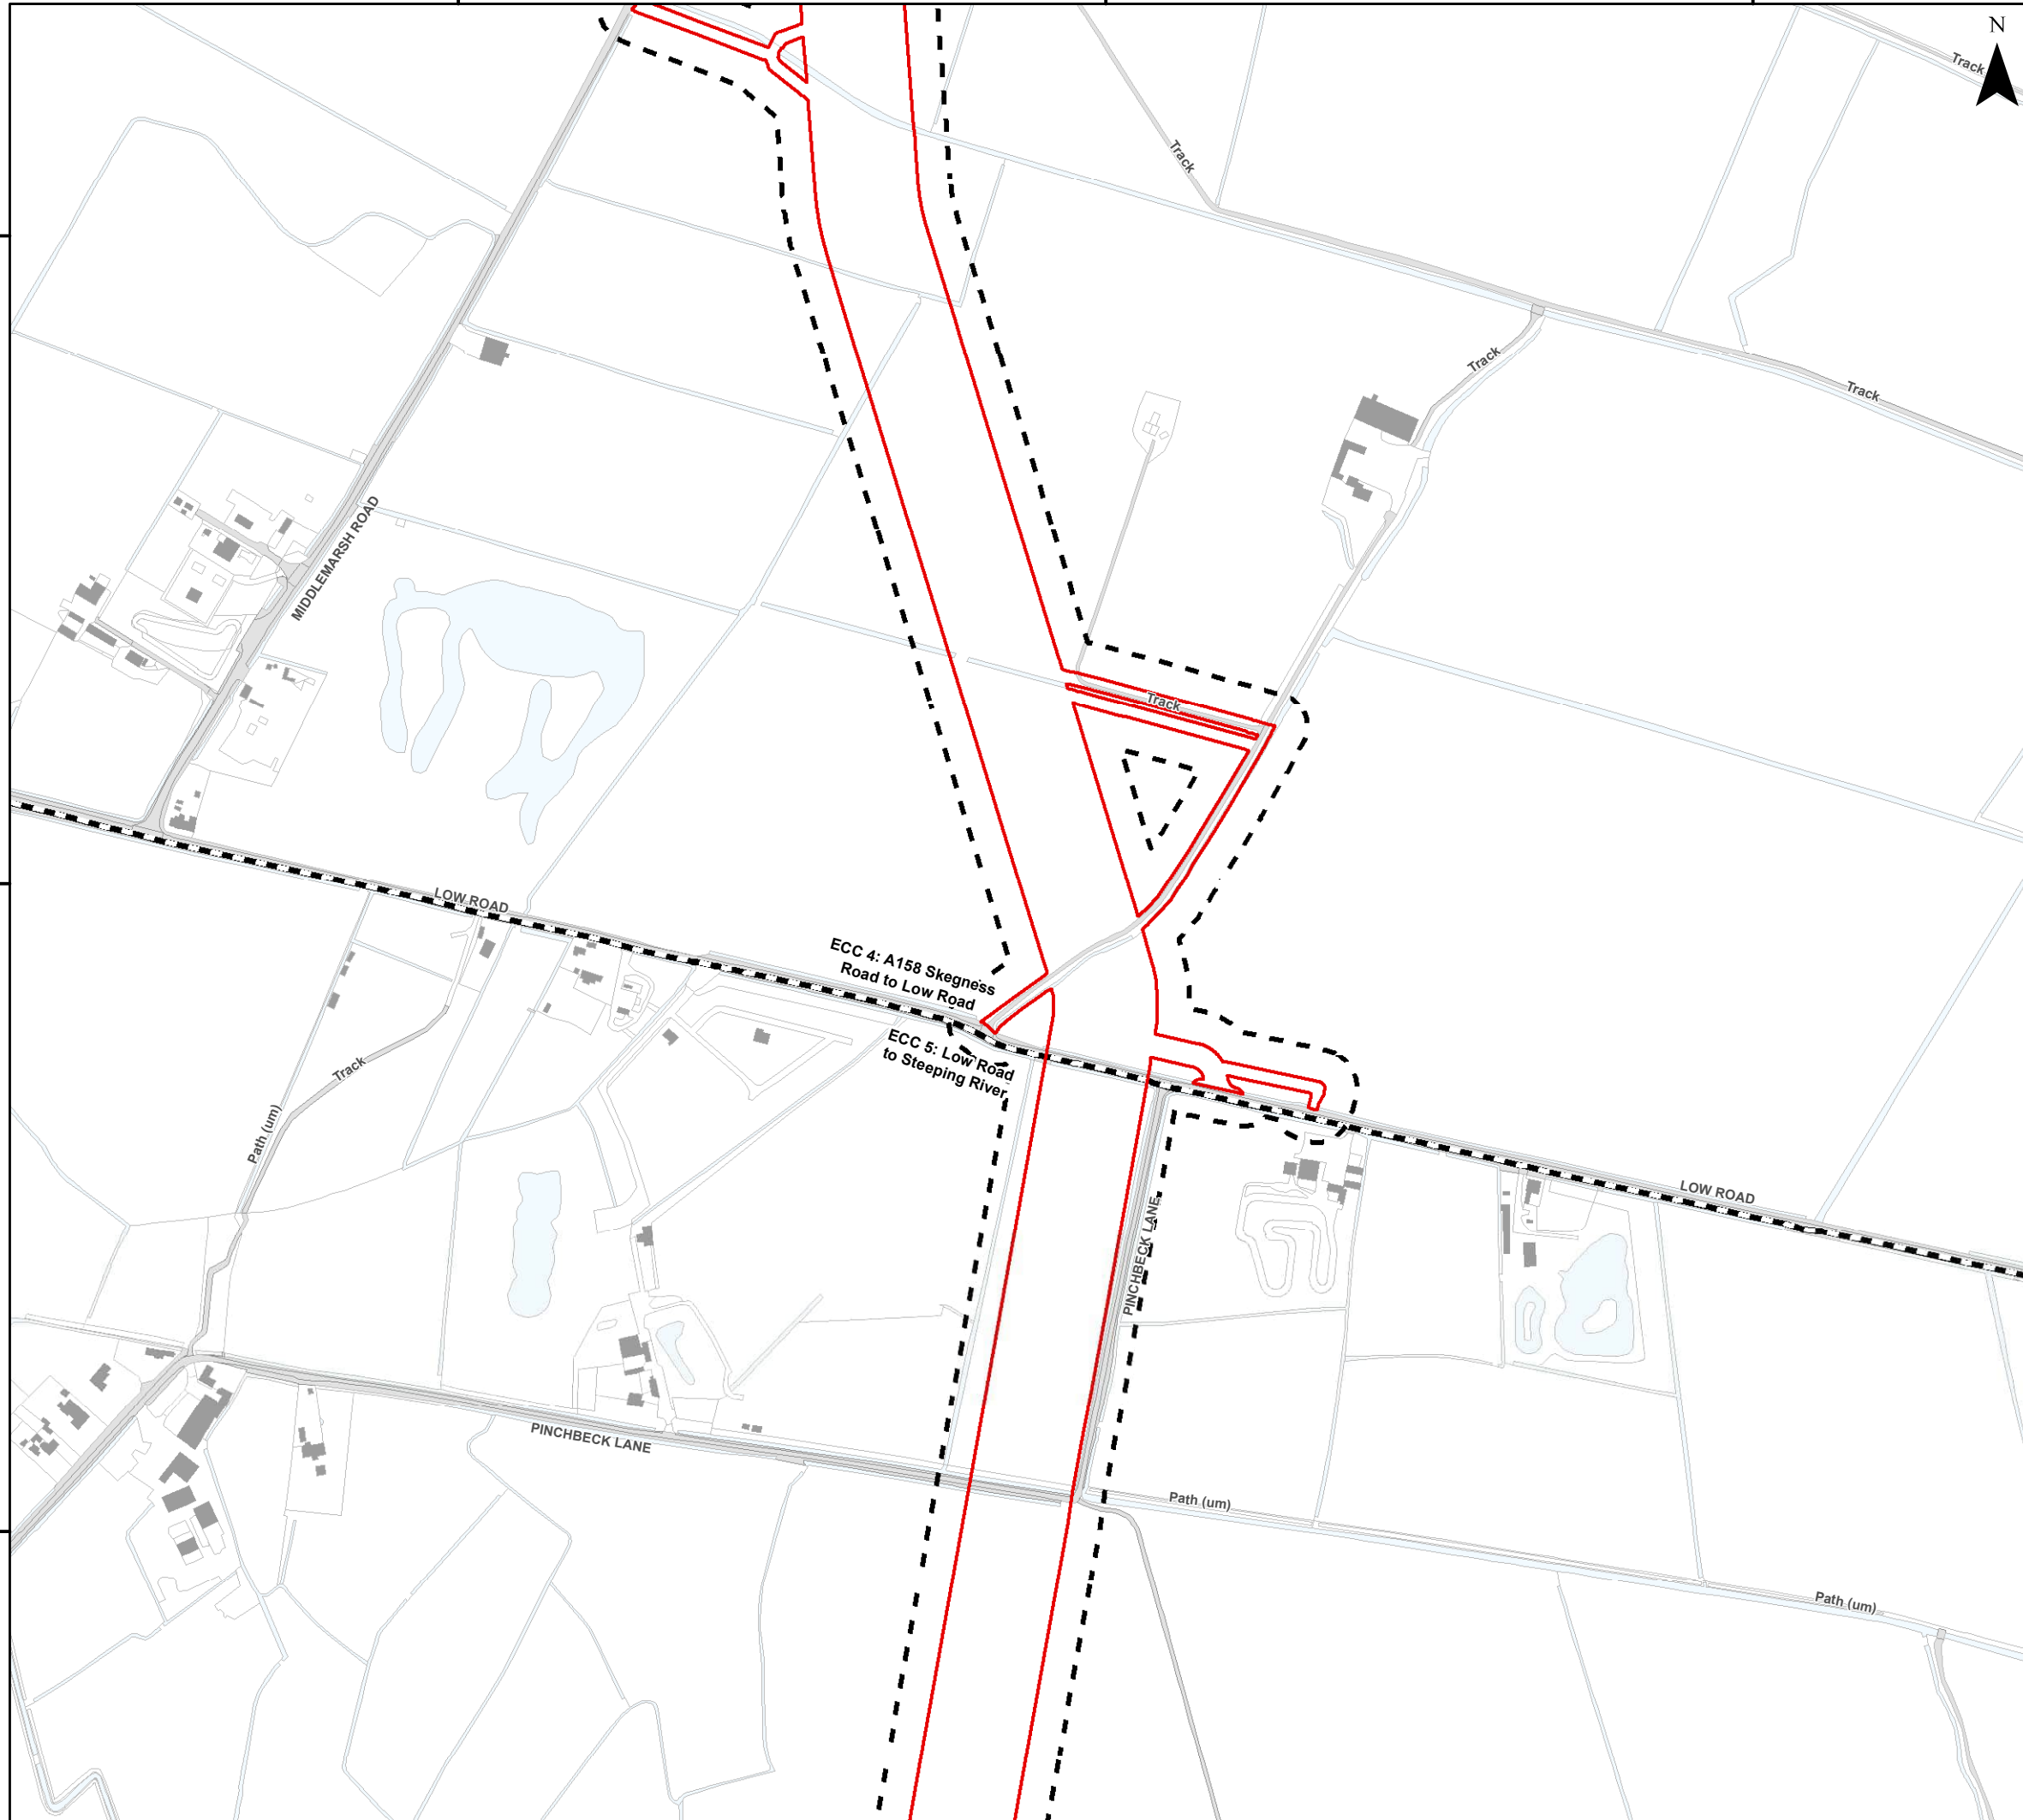 N
Track
Track
Track
Track
MIDDLEMARSH ROAD
Track
LOW ROAD
ECC 4: A158 Skegness
Road to Low Road
ECC 5: Low Road
to Steeping River
Track
Path (um)
LOW ROAD
PINCHBECK LANE
PINCHBECK LANE
Path (um)
Path (um)